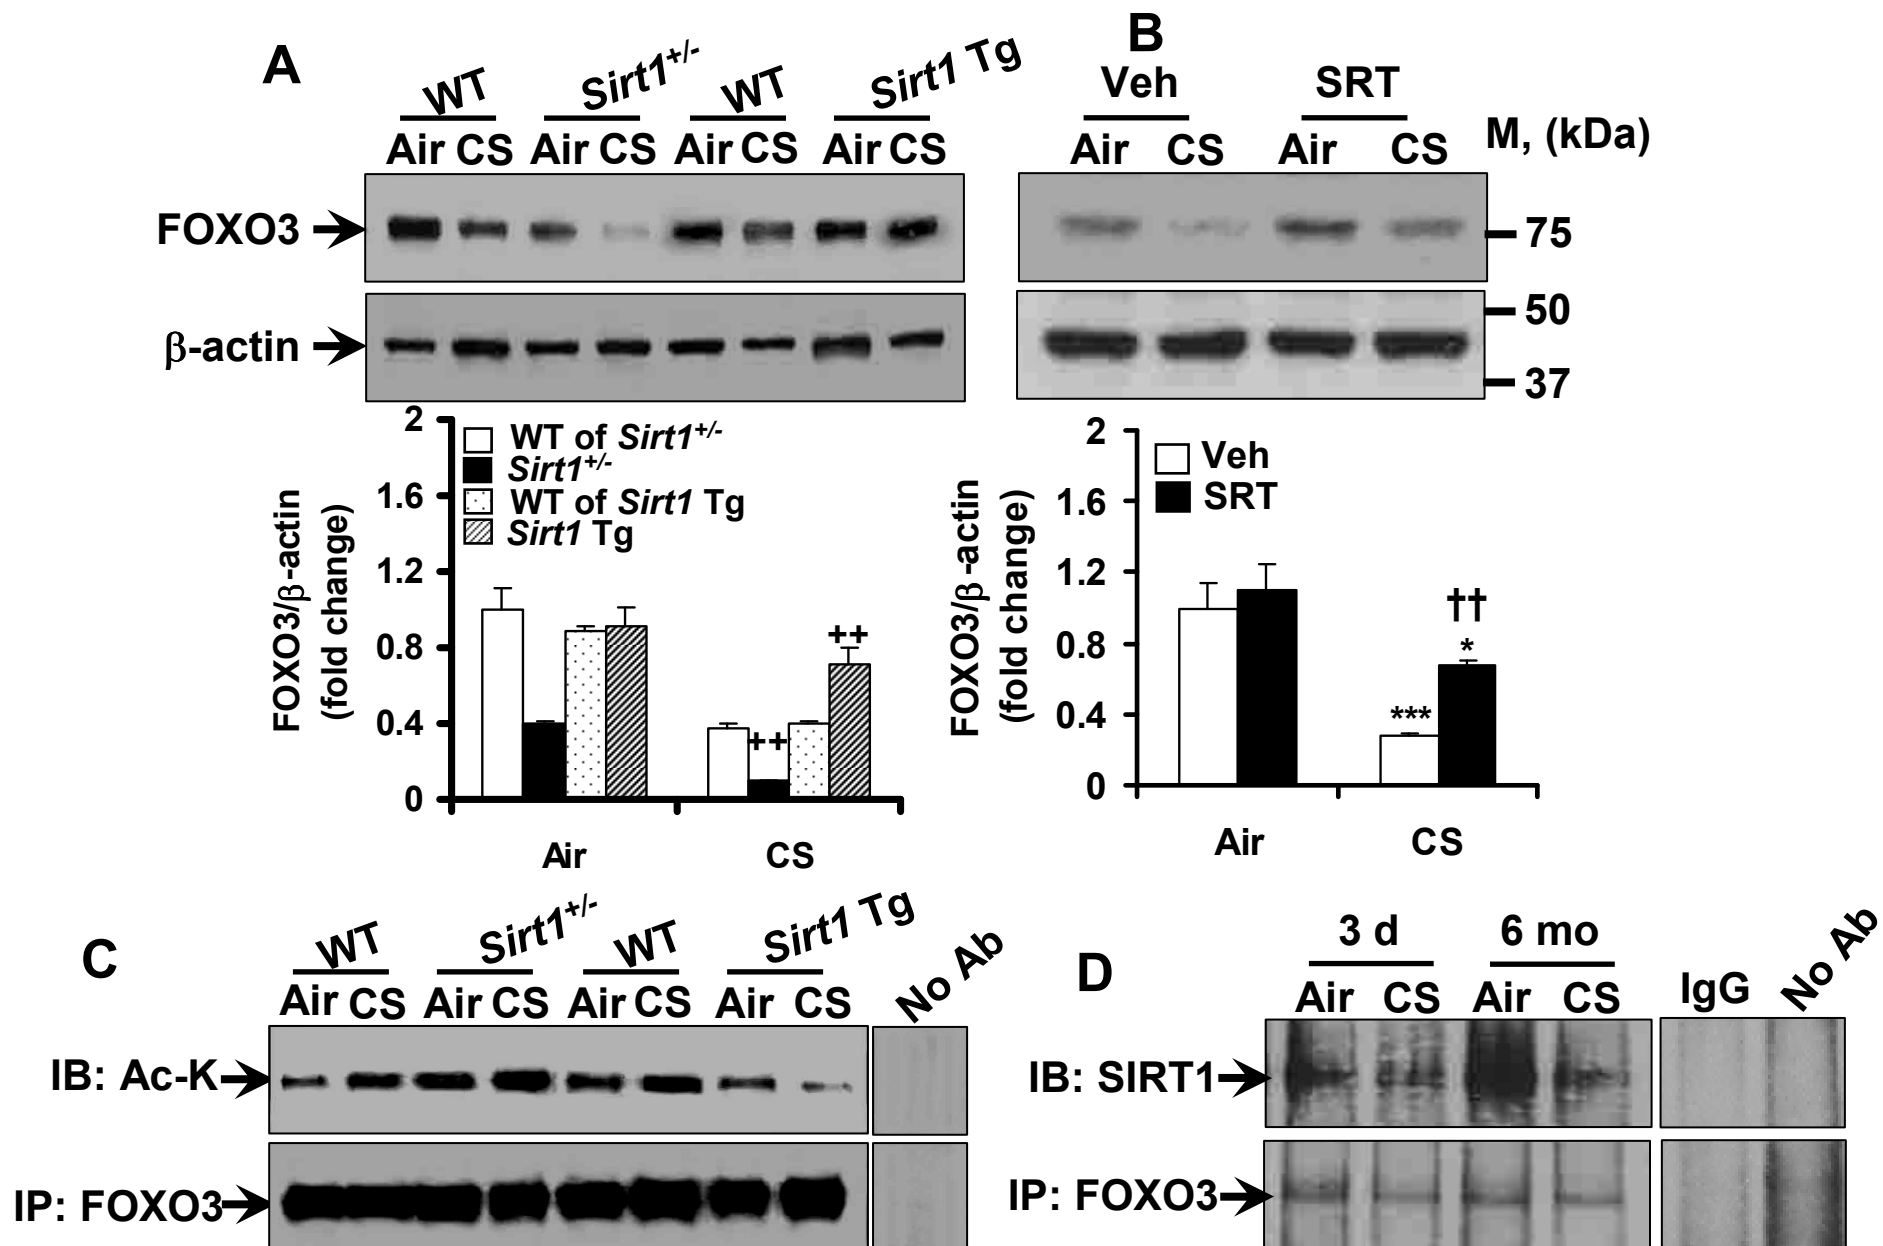 A
B
WT Sirt1+/- WT Sirt1 Tg
Veh SRT
Air CS Air CS Air CS Air CS
Air CS Air CS
M, (kDa)
FOXO3
75
β-actin
50
37
FOXO3/β-actin
(fold change)
2
1.6
1.2
0.8
0.4
0
WT of Sirt1+/-
Sirt1+/-
WT of Sirt1 Tg
Sirt1 Tg
++
++
Air CS
FOXO3/β-actin
(fold change)
2
1.6
1.2
0.8
0.4
0
Veh
SRT
***
††
*
Air CS
C
WT Sirt1+/- WT Sirt1 Tg No Ab
Air CS Air CS Air CS Air CS
IB: Ac-K
IP: FOXO3
D
3 d 6 mo
Air CS Air CS IgG No Ab
IB: SIRT1
IP: FOXO3